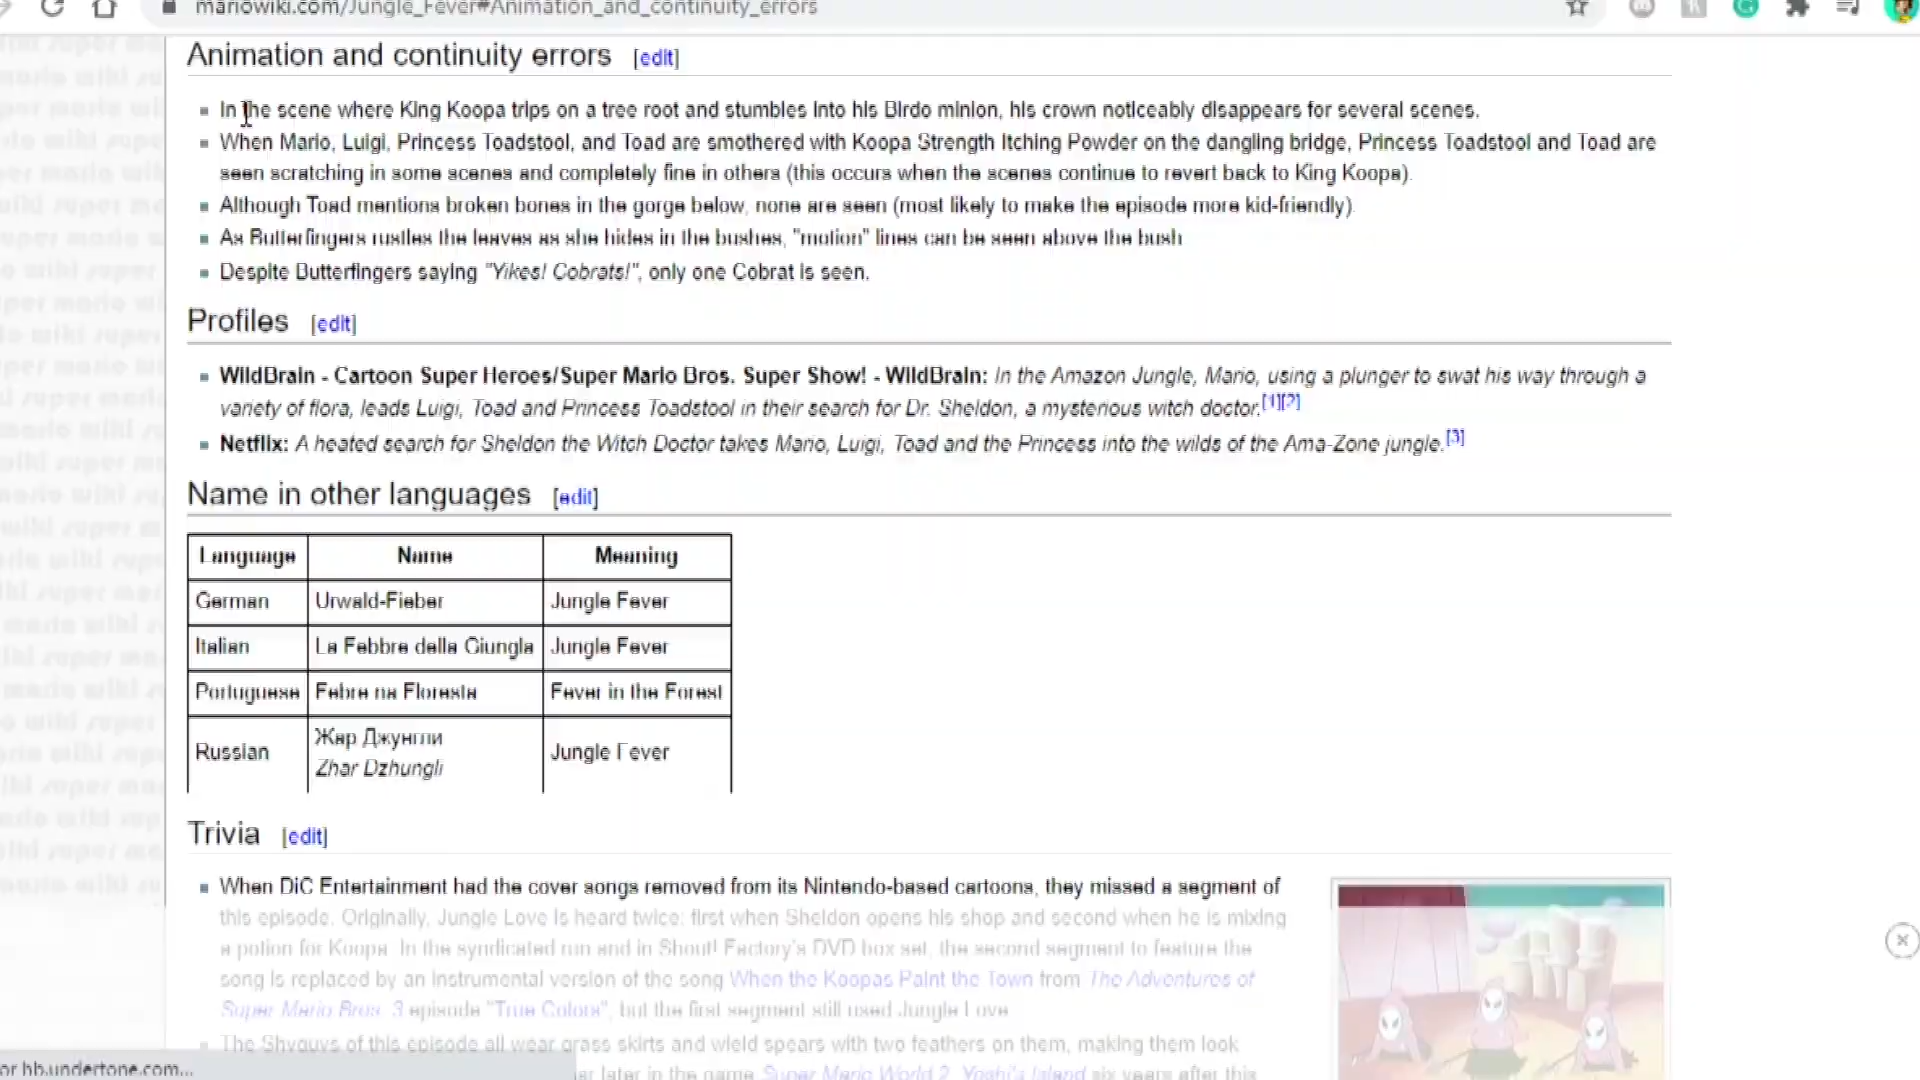 mariowiki.com/Jungle_Fever#Animation_and_continuity_errors
Animation and continuity errors [edit]
In the scene where King Koopa trips on a tree root and stumbles into his Birdo minion, his crown noticeably disappears for several scenes.
When Mario, Luigi, Princess Toadstool, and Toad are smothered with Koopa Strength Itching Powder on the dangling bridge, Princess Toadstool and Toad are
seen scratching in some scenes and completely fine in others (this occurs when the scenes continue to revert back to King Koopa).
Although Toad mentions broken bones in the gorge below, none are seen (most likely to make the episode more kid-friendly).
As Butterfingers rustles the leaves as she hides in the bushes, "motion" lines can be seen above the bush
Despite Butterfingers saying "Yikes! Cobrats!", only one Cobrat is seen.
Profiles [edit]
WildBrain - Cartoon Super Heroes/Super Mario Bros. Super Show! - WildBrain: In the Amazon Jungle, Mario, using a plunger to swat his way through a
variety of flora, leads Luigi, Toad and Princess Toadstool in their search for Dr. Sheldon, a mysterious witch doctor.[1][2]
Netflix: A heated search for Sheldon the Witch Doctor takes Mario, Luigi, Toad and the Princess into the wilds of the Ama-Zone jungle.[3]
Name in other languages [edit]
Language Name Meaning
German Urwald-Fieber Jungle Fever
Italian La Febbre della Giungla Jungle Fever
Portuguese Febre na Floresta Fever in the Forest
Russian Жар Джунгли Jungle Fever
Zhar Dzhungli
Trivia [edit]
When DiC Entertainment had the cover songs removed from its Nintendo-based cartoons, they missed a segment of
this episode. Originally, Jungle Love is heard twice: first when Sheldon opens his shop and second when he is mixing
a potion for Koopa. In the syndicated run and in Shout! Factory's DVD box set, the second segment to feature the
song is replaced by an instrumental version of the song When the Koopas Paint the Town from The Adventures of
Super Mario Bros. 3 episode "True Colors", but the first segment still used Jungle Love
The Shyguys of this episode all wear grass skirts and wield spears with two feathers on them, making them look
later in the name Super Mario World 2: Yoshi's Island six years after this
or hb.undertone.com...